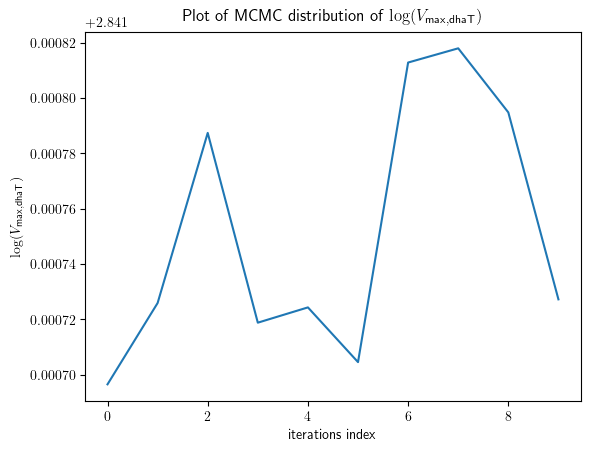 Plot of MCMC distribution of log(V_max,dhaT)
+2.841
0.00082
0.00080
0.00078
0.00076
0.00074
0.00072
0.00070
log(V_max,dhaT)
0 2 4 6 8
iterations index